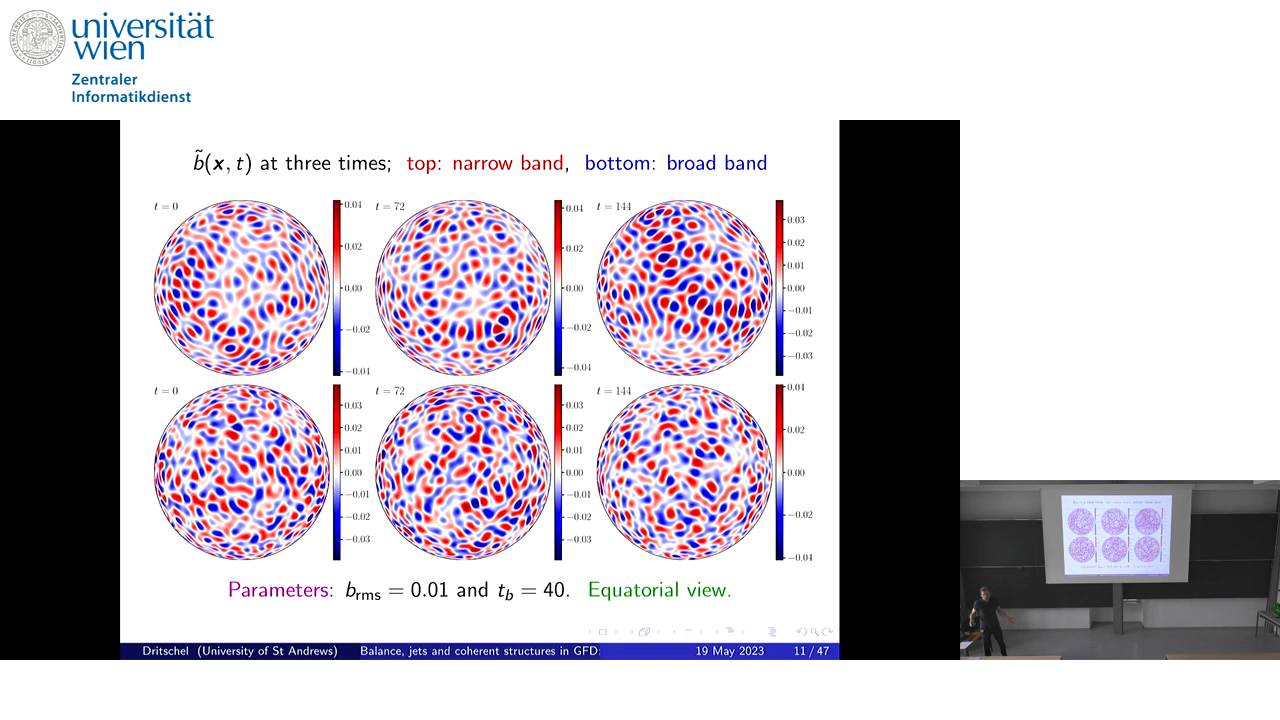 universität
wien
Zentraler
Informatikdienst
b̃(x, t) at three times; top: narrow band, bottom: broad band
t = 0
0.04
0.02
0.00
−0.02
−0.04
t = 72
0.04
0.02
0.00
−0.02
−0.04
t = 144
0.03
0.02
0.01
0.00
−0.01
−0.02
−0.03
t = 0
0.03
0.02
0.01
0.00
−0.01
−0.02
−0.03
t = 72
0.03
0.02
0.01
0.00
−0.01
−0.02
−0.03
t = 144
0.04
0.02
0.00
−0.02
−0.04
Parameters: b_rms = 0.01 and t_b = 40. Equatorial view.
Dritschel (University of St Andrews) Balance, jets and coherent structures in GFD: 19 May 2023 11 / 47